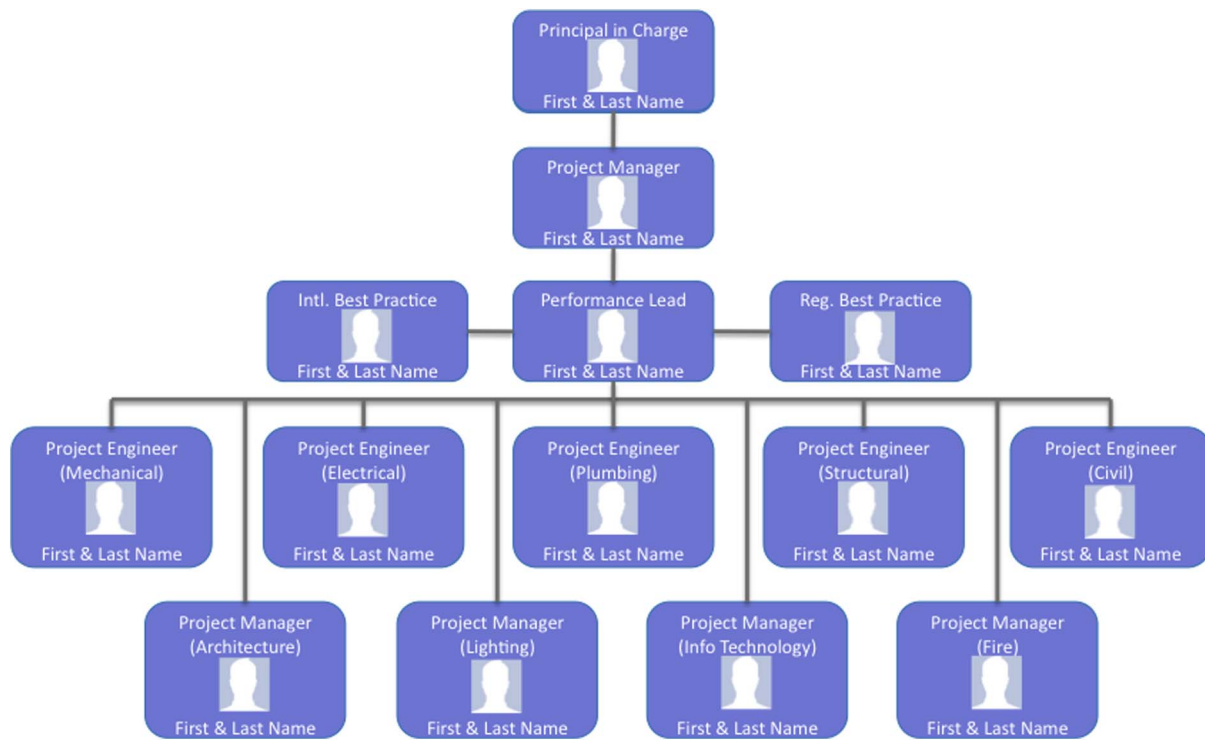 Principal in Charge
First & Last Name
Project Manager
First & Last Name
Intl. Best Practice
First & Last Name
Performance Lead
First & Last Name
Reg. Best Practice
First & Last Name
Project Engineer
(Mechanical)
First & Last Name
Project Engineer
(Electrical)
First & Last Name
Project Engineer
(Plumbing)
First & Last Name
Project Engineer
(Structural)
First & Last Name
Project Engineer
(Civil)
First & Last Name
Project Manager
(Architecture)
First & Last Name
Project Manager
(Lighting)
First & Last Name
Project Manager
(Info Technology)
First & Last Name
Project Manager
(Fire)
First & Last Name